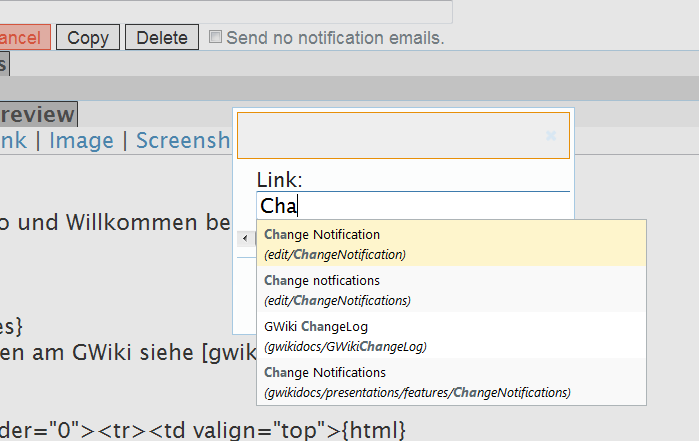 ancel Copy Delete Send no notification emails.
s
review
nk | Image | Screensh
Link:
Cha
o und Willkommen be
Change Notification
(edit/ChangeNotification)
Change notfications
(edit/ChangeNotifications)
es}
GWiki ChangeLog
en am GWiki siehe [gwik
(gwikidocs/GWikiChangeLog)
Change Notifications
(gwikidocs/presentations/features/ChangeNotifications)
der="0"><tr><td valign="top">{html}